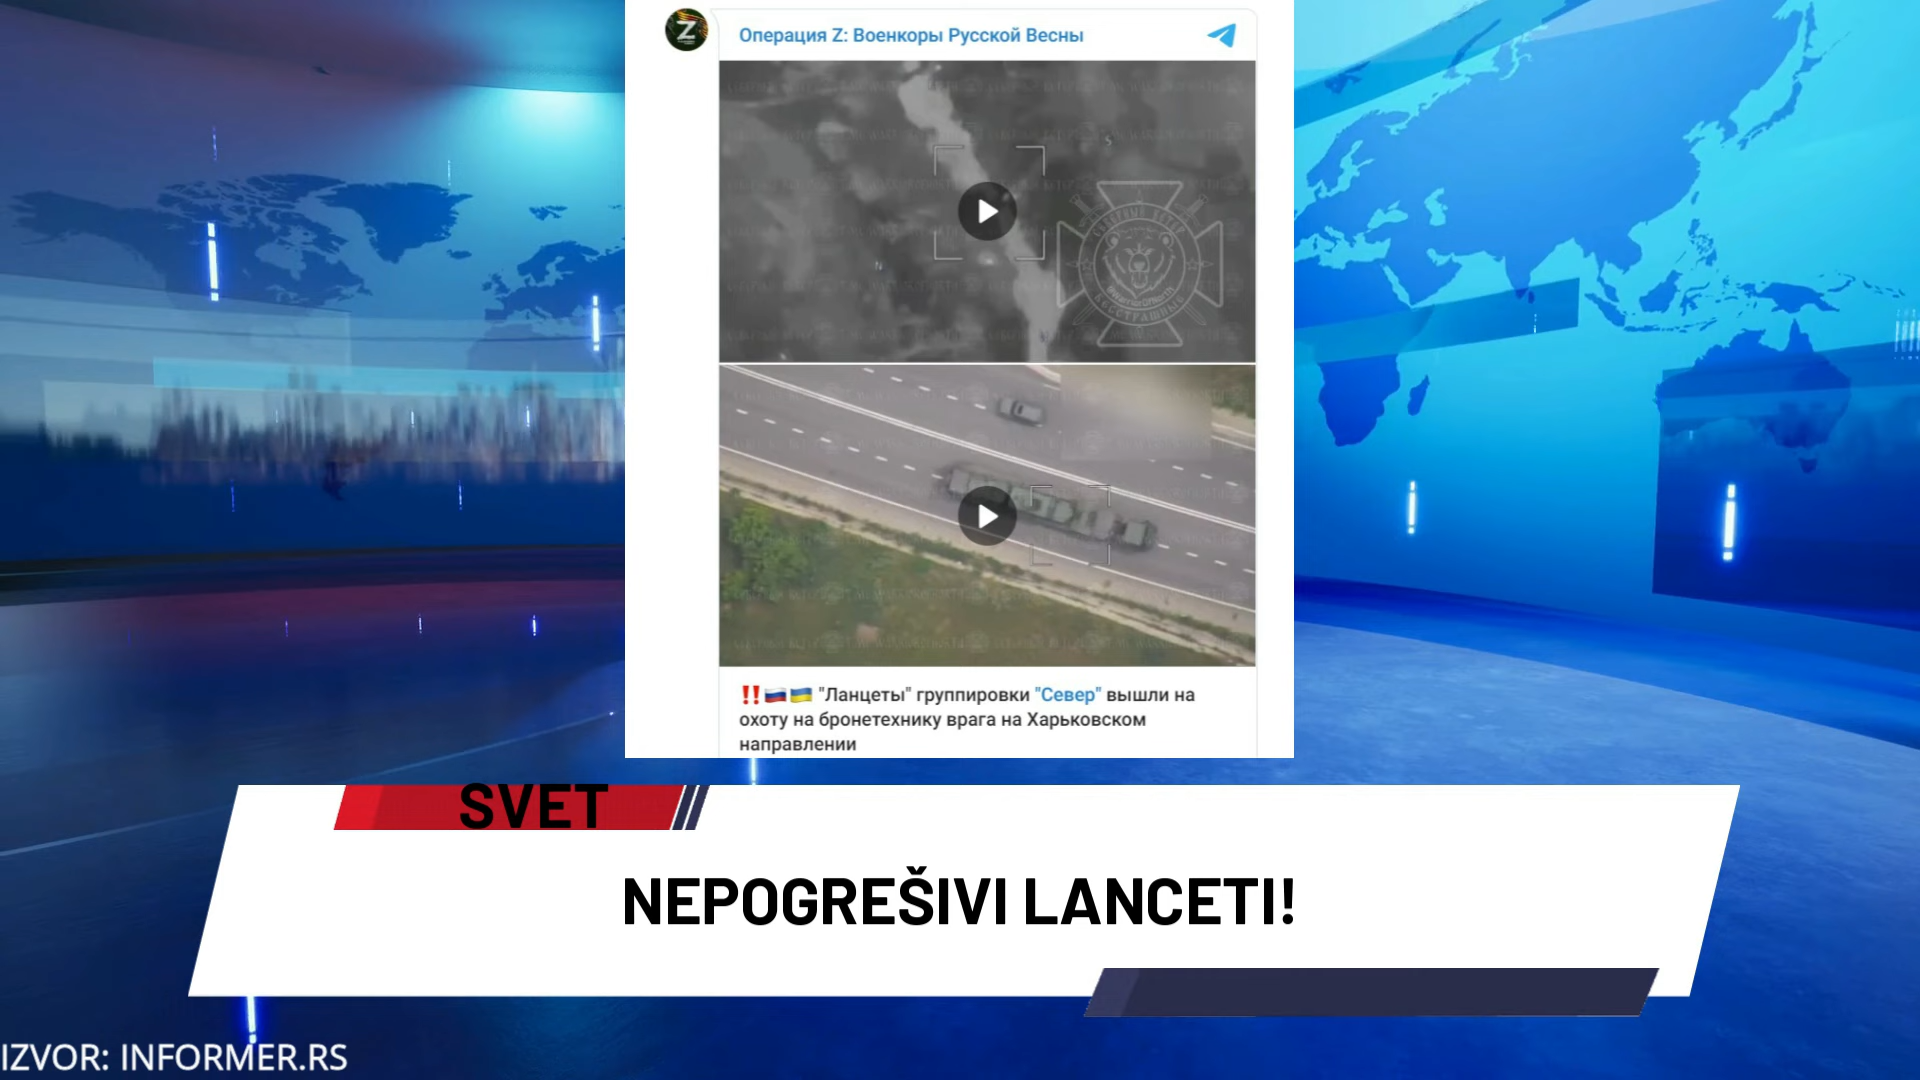 Операция Z: Военкоры Русской Весны
‼️🇷🇺🇺🇦 "Ланцеты" группировки "Север" вышли на
охоту на бронетехнику врага на Харьковском
направлении
SVET
NEPOGREŠIVI LANCETI!
IZVOR: INFORMER.RS